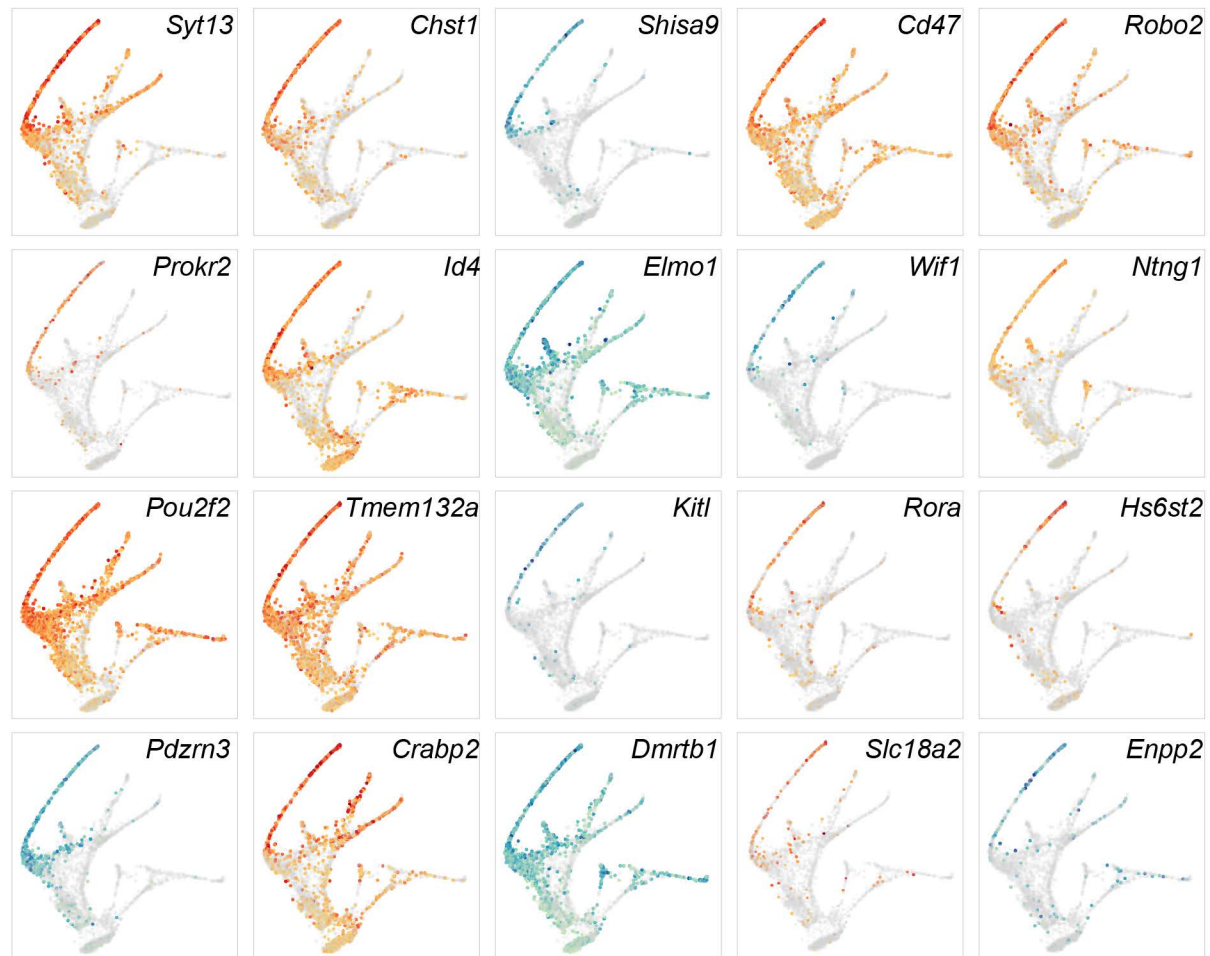 Syt13
Chst1
Shisa9
Cd47
Robo2
Prokr2
Id4
Elmo1
Wif1
Ntng1
Pou2f2
Tmem132a
Kitl
Rora
Hs6st2
Pdzrn3
Crabp2
Dmrtb1
Slc18a2
Enpp2